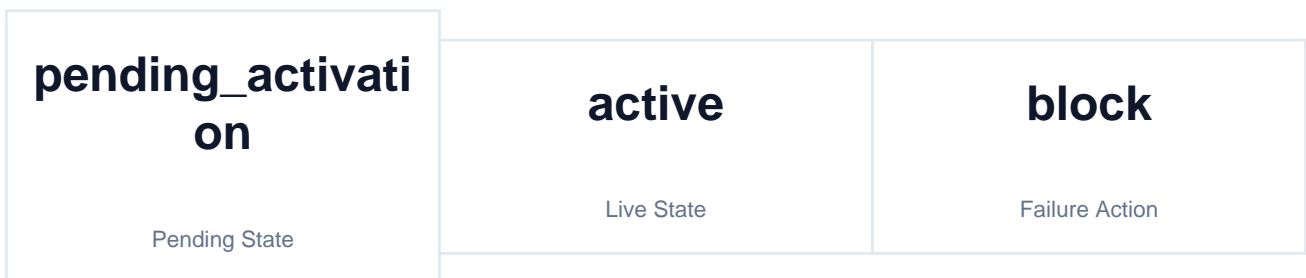 pending_activati
on
Pending State
active
Live State
block
Failure Action